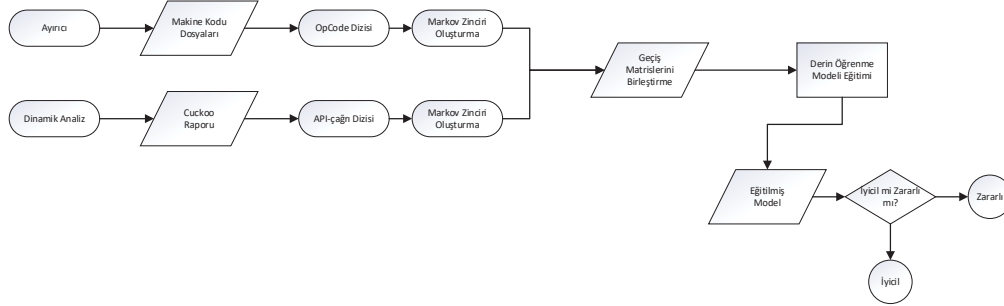 Ayırıcı
Makine Kodu
Dosyaları
OpCode Dizisi
Markov Zinciri
Oluşturma
Geçiş
Matrislerini
Birleştirme
Derin Öğrenme
Modeli Eğitimi
Dinamik Analiz
Cuckoo
Raporu
API-çağrı Dizisi
Markov Zinciri
Oluşturma
Eğitilmiş
Model
İyicil mi Zararlı
mı?
Zararlı
İyicil